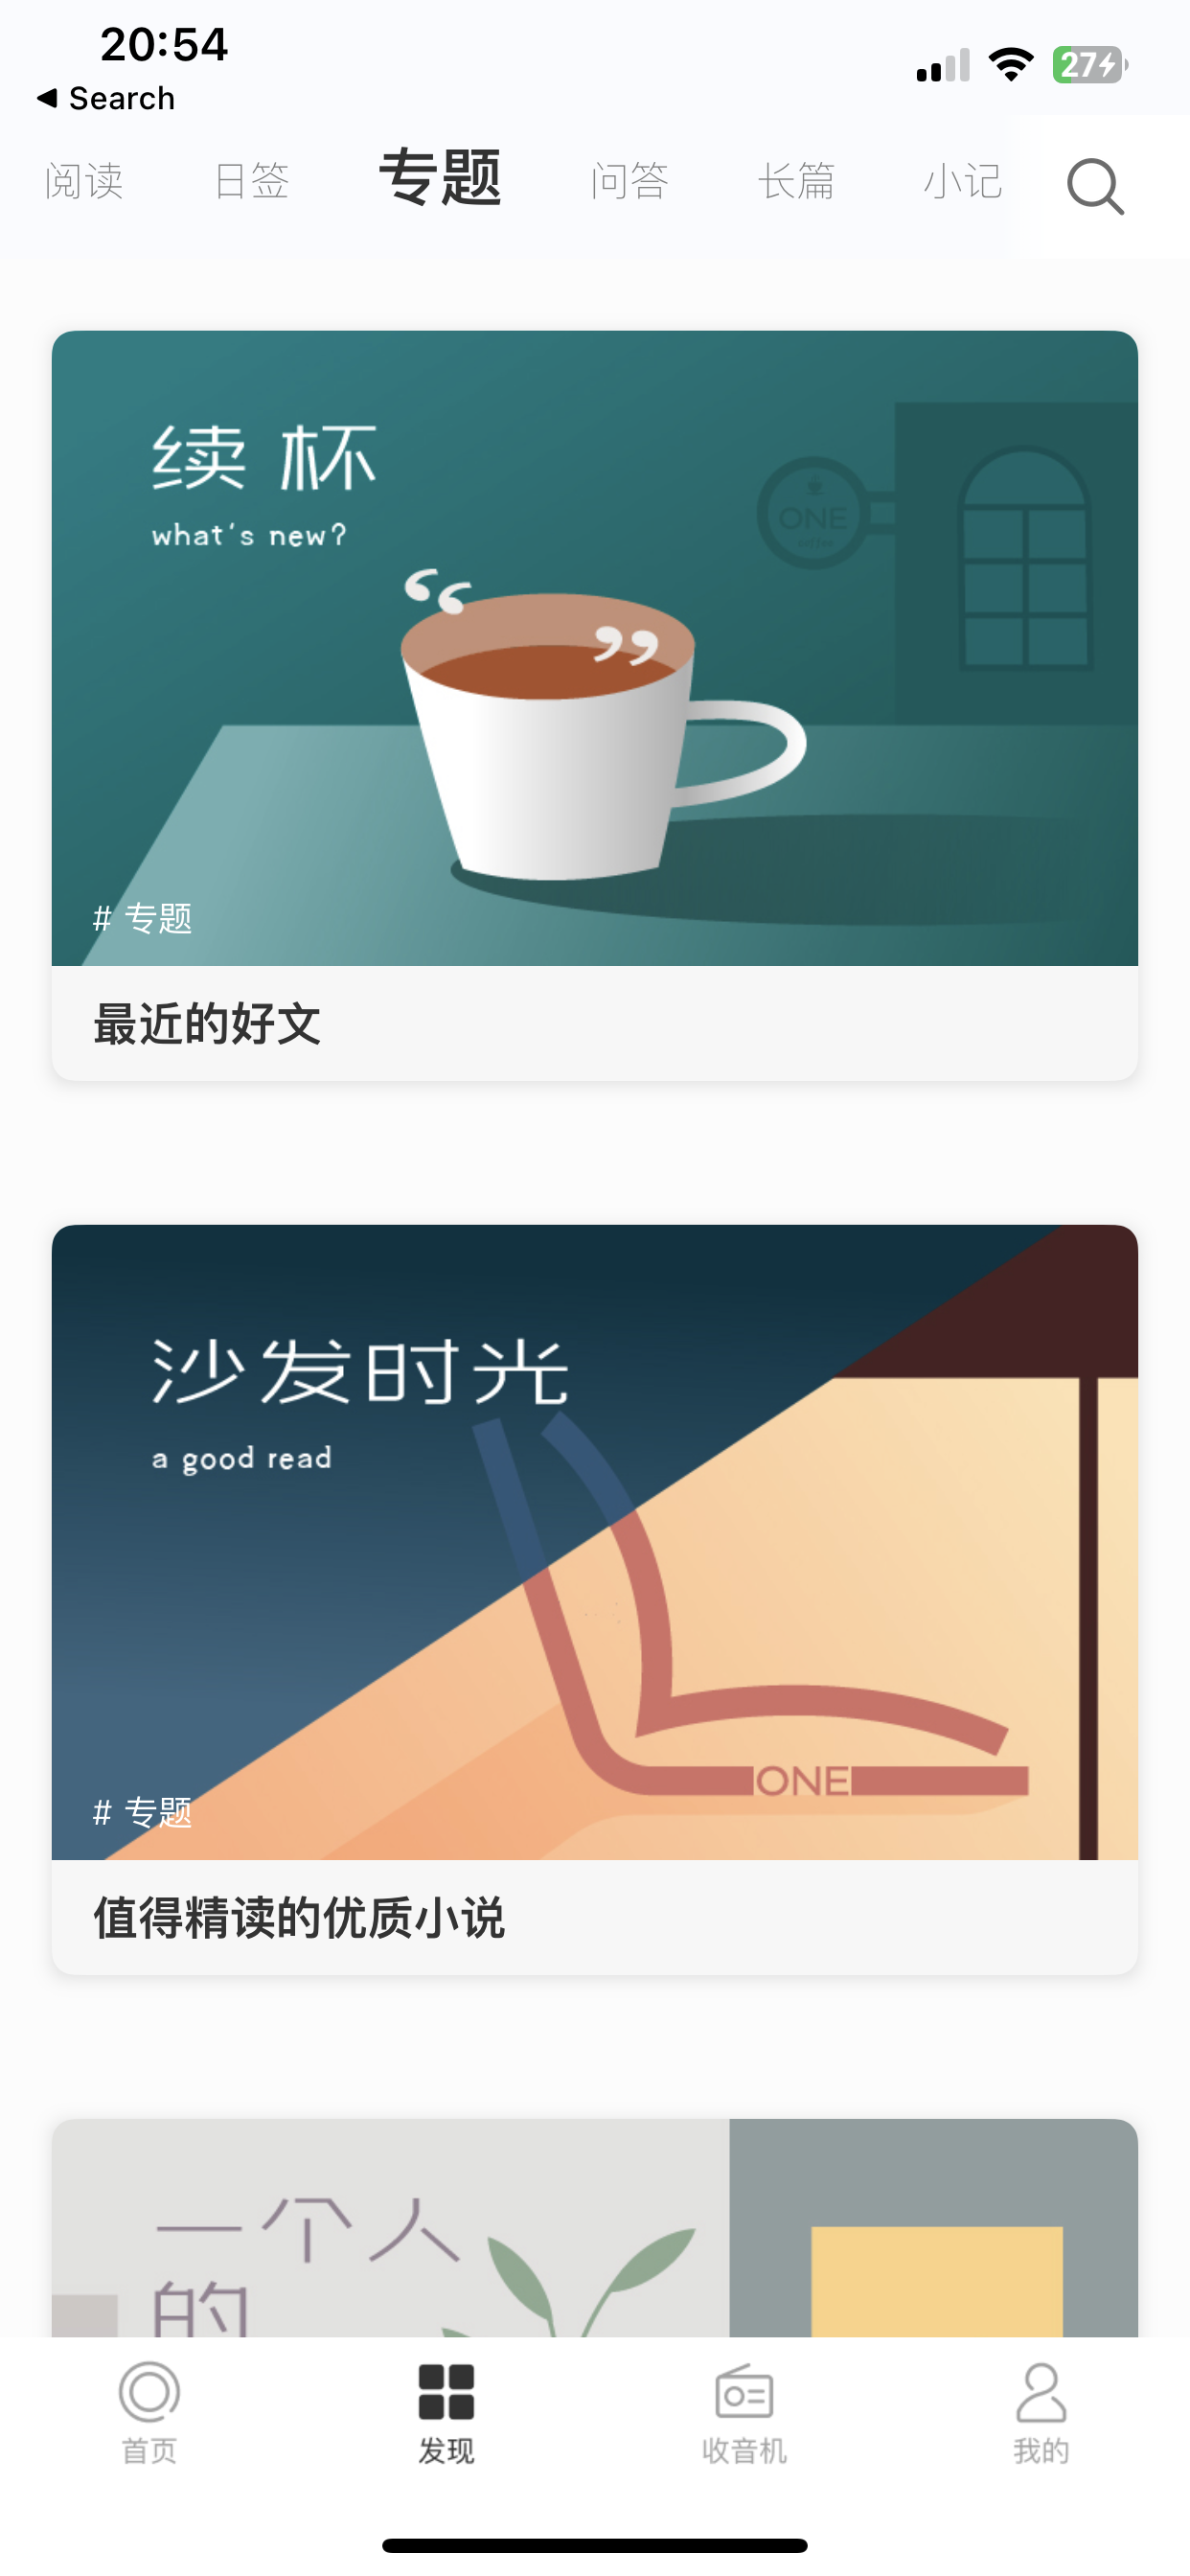 20:54
27
Search
阅读 日签 专题 问答 长篇 小记
续杯
what's new?
ONE
coffee
“ ”
# 专题
最近的好文
沙发时光
a good read
ONE
# 专题
值得精读的优质小说
一个人
的
首页 发现 收音机 我的